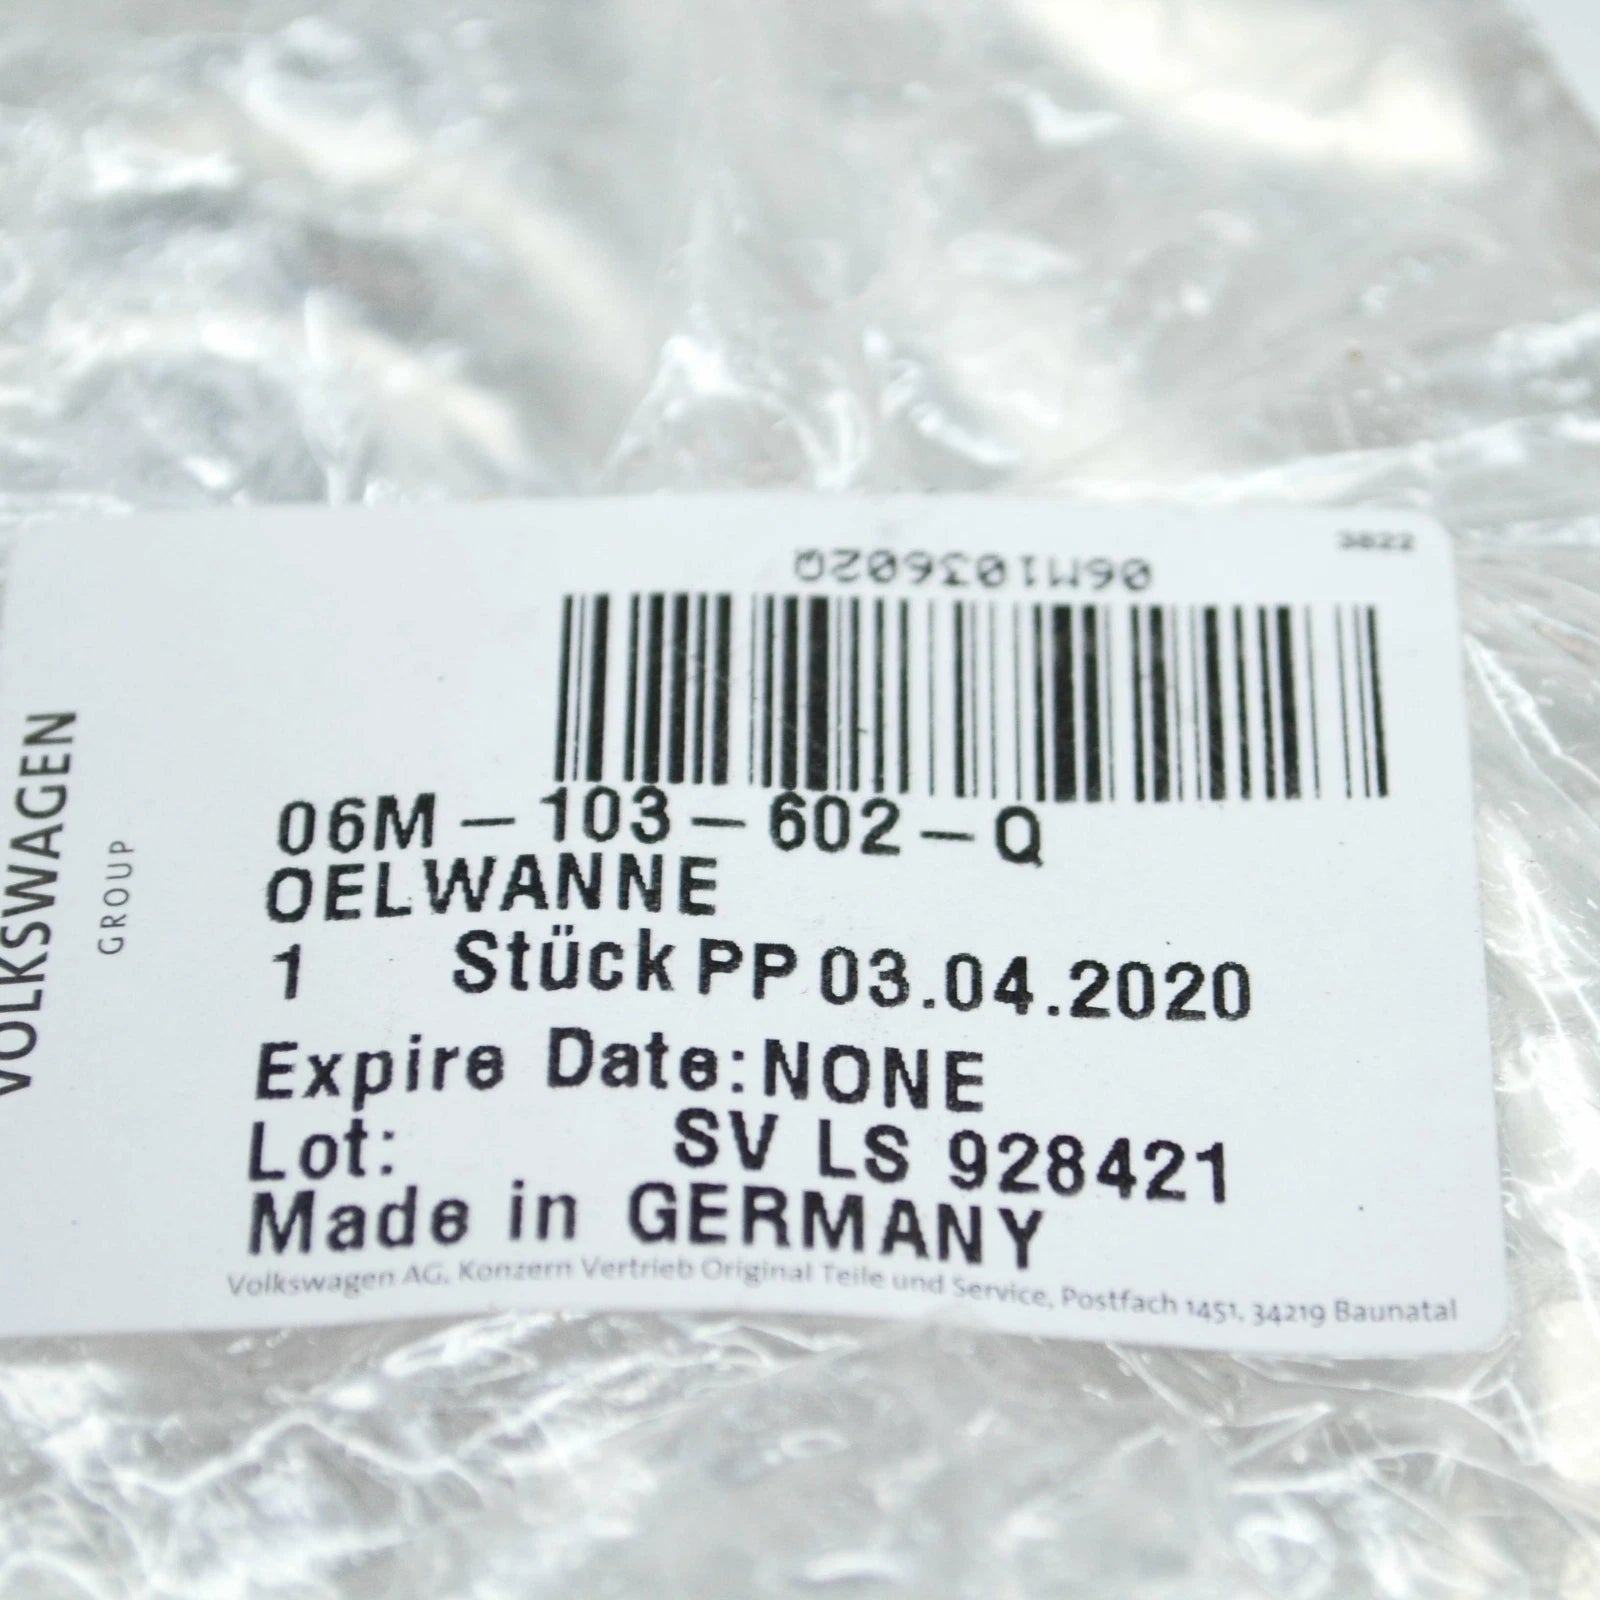 3822
06M103602Q
06M-103-602-Q
OELWANNE
1 Stück PP 03.04.2020
Expire Date:NONE
Lot: SV LS 928421
Made in GERMANY
Volkswagen AG, Konzern Vertrieb Original Teile und Service, Postfach 1451, 34219 Baunatal
VOLKSWAGEN
GROUP